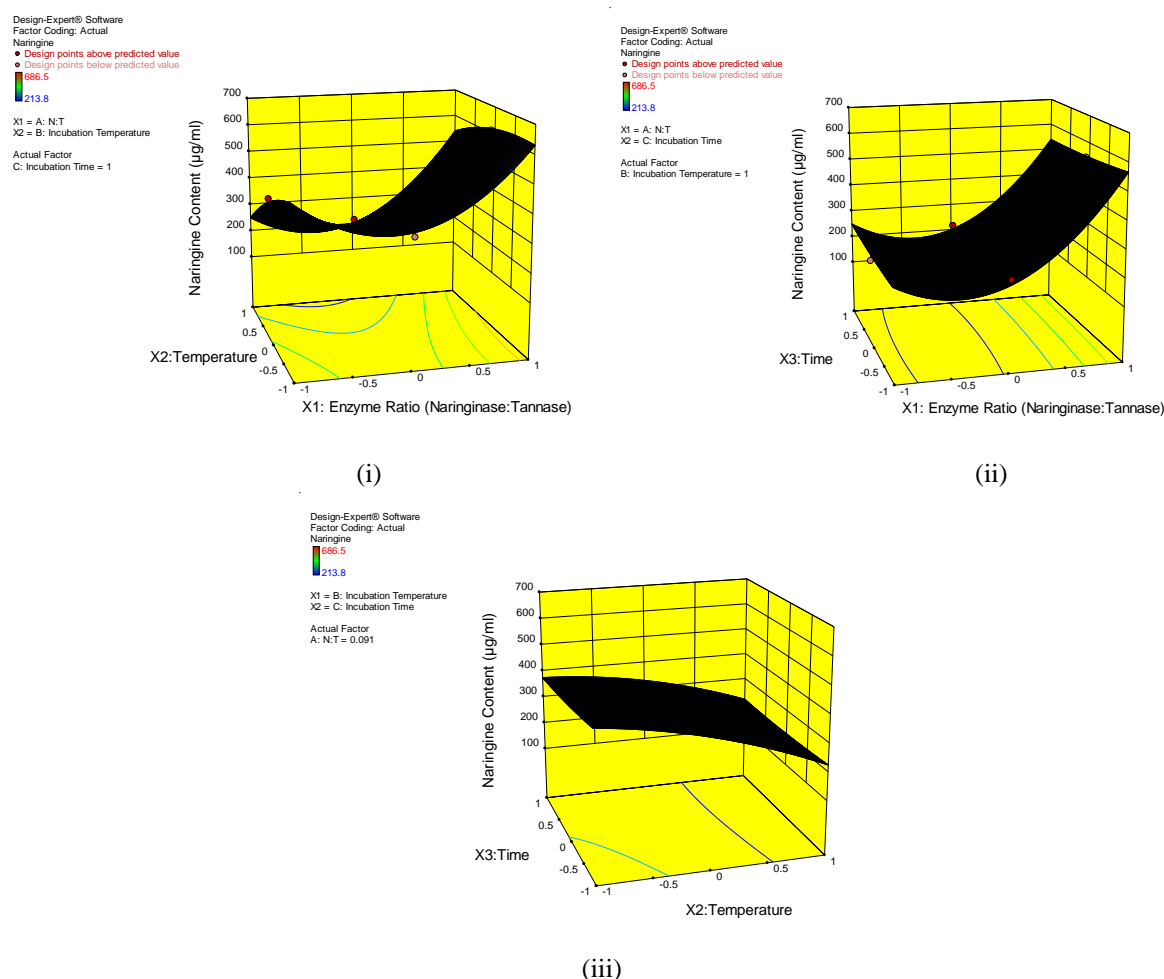 Design-Expert® Software
Factor Coding: Actual
Naringine
Design points above predicted value
Design points below predicted value
686.5
213.8
X1 = A: N:T
X2 = B: Incubation Temperature
Actual Factor
C: Incubation Time = 1
700
600
500
400
300
200
100
Naringine Content (µg/ml)
1
0.5
0
-0.5
-1
X2:Temperature
-1
-0.5
0
0.5
1
X1: Enzyme Ratio (Naringinase:Tannase)
(i)
Design-Expert® Software
Factor Coding: Actual
Naringine
Design points above predicted value
Design points below predicted value
686.5
213.8
X1 = A: N:T
X2 = C: Incubation Time
Actual Factor
B: Incubation Temperature = 1
700
600
500
400
300
200
100
Naringine Content (µg/ml)
1
0.5
0
-0.5
-1
X3:Time
-1
-0.5
0
0.5
1
X1: Enzyme Ratio (Naringinase:Tannase)
(ii)
Design-Expert® Software
Factor Coding: Actual
Naringine
686.5
213.8
X1 = B: Incubation Temperature
X2 = C: Incubation Time
Actual Factor
A: N:T = 0.091
700
600
500
400
300
200
100
Naringine Content (µg/ml)
1
0.5
0
-0.5
-1
X3:Time
-1
-0.5
0
0.5
1
X2:Temperature
(iii)